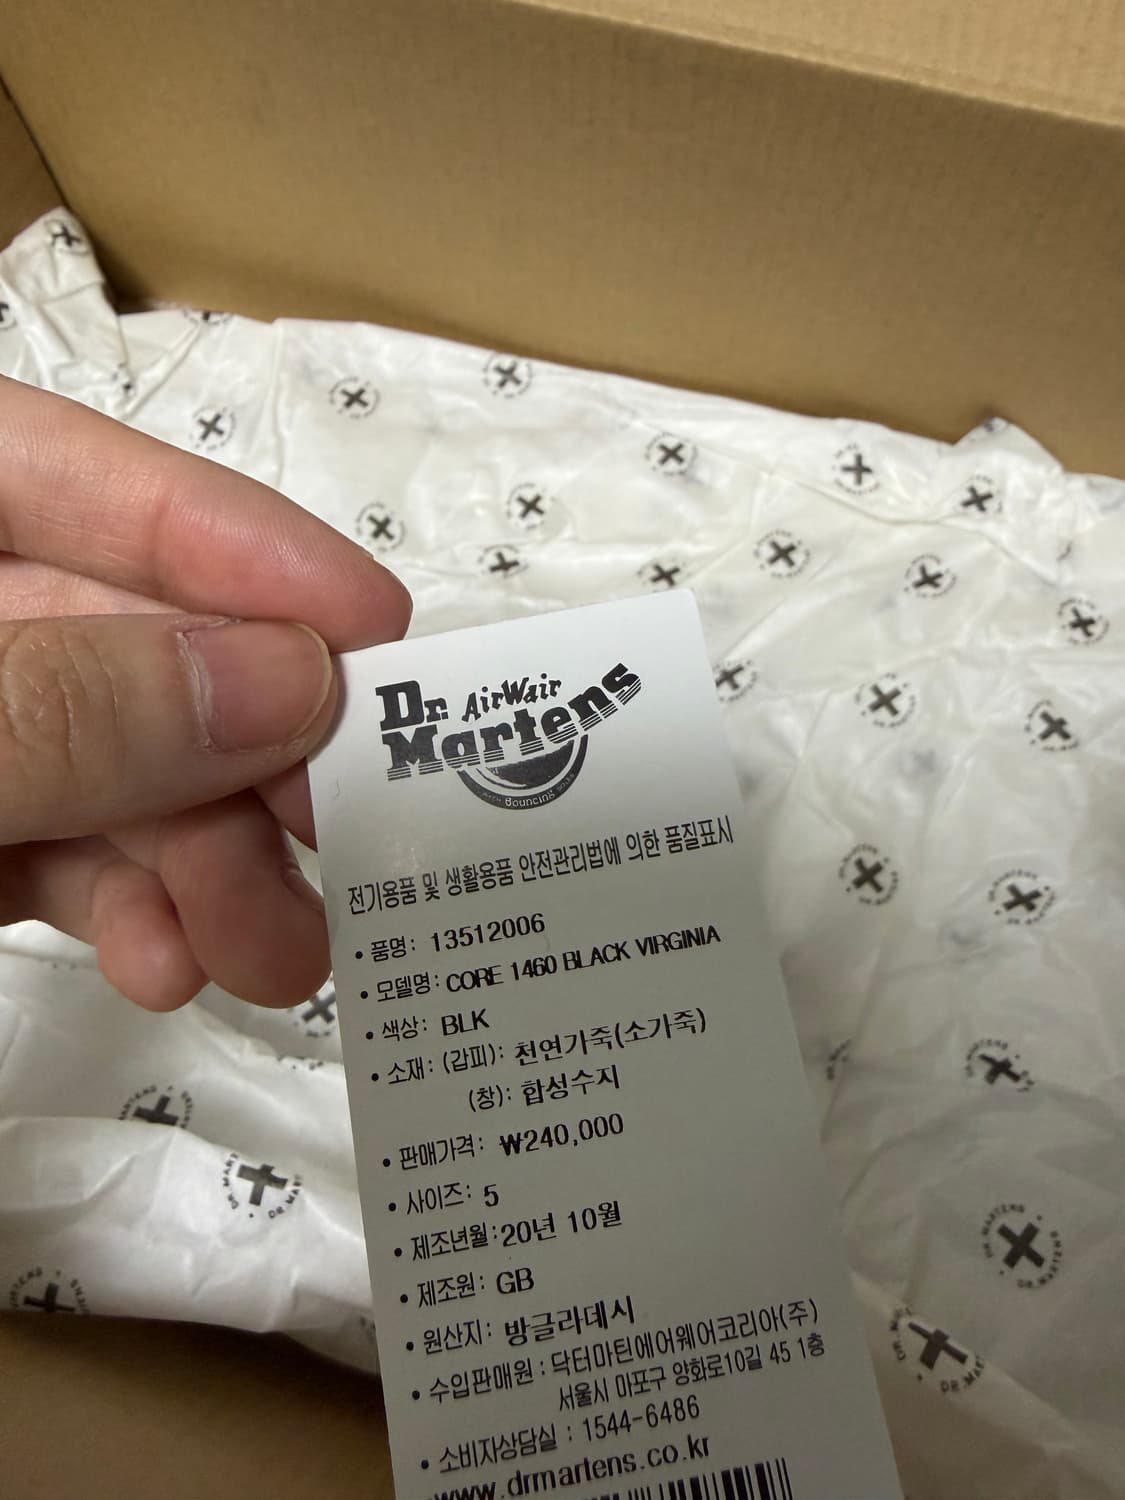 Dr. AirWair
Martens
Bouncing
전기용품 및 생활용품 안전관리법에 의한 품질표시
• 품명: 13512006
• 모델명: CORE 1460 BLACK VIRGINIA
• 색상: BLK
• 소재: (갑피): 천연가죽(소가죽)
(창): 합성수지
• 판매가격: ₩240,000
• 사이즈: 5
• 제조년월:20년 10월
• 제조원: GB
• 원산지: 방글라데시
• 수입판매원 : 닥터마틴에어웨어코리아(주)
서울시 마포구 양화로10길 45 1층
• 소비자상담실 : 1544-6486
www.drmartens.co.kr
DR. MARTENS